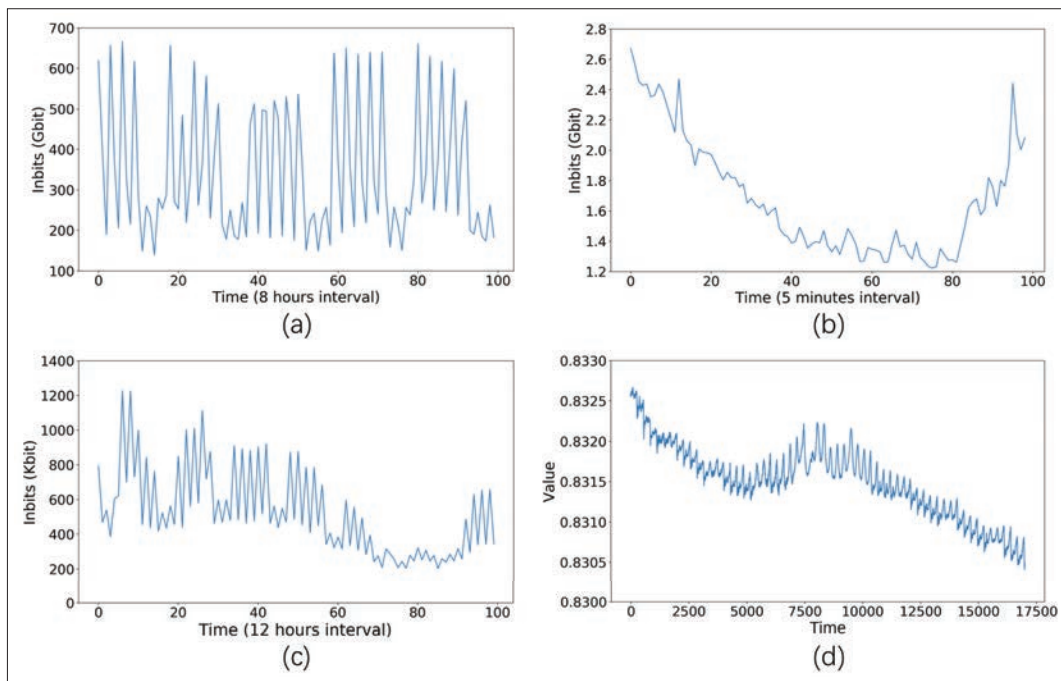 700
600
500
400
300
200
100
Inbits (Gbit)
0 20 40 60 80 100
Time (8 hours interval)
(a)
2.8
2.6
2.4
2.2
2.0
1.8
1.6
1.4
1.2
Inbits (Gbit)
0 20 40 60 80 100
Time (5 minutes interval)
(b)
1400
1200
1000
800
600
400
200
0
Inbits (Kbit)
0 20 40 60 80 100
Time (12 hours interval)
(c)
0.8330
0.8325
0.8320
0.8315
0.8310
0.8305
0.8300
Value
0 2500 5000 7500 10000 12500 15000 17500
Time
(d)